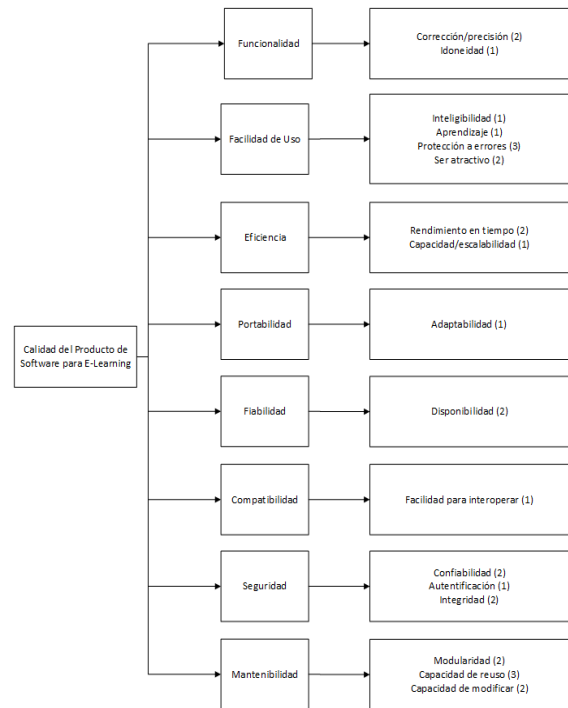 Calidad del Producto de
Software para E-Learning
Funcionalidad
Corrección/precisión (2)
Idoneidad (1)
Facilidad de Uso
Inteligibilidad (1)
Aprendizaje (1)
Protección a errores (3)
Ser atractivo (2)
Eficiencia
Rendimiento en tiempo (2)
Capacidad/escalabilidad (1)
Portabilidad
Adaptabilidad (1)
Fiabilidad
Disponibilidad (2)
Compatibilidad
Facilidad para interoperar (1)
Seguridad
Confiabilidad (2)
Autentificación (1)
Integridad (2)
Mantenibilidad
Modularidad (2)
Capacidad de reuso (3)
Capacidad de modificar (2)